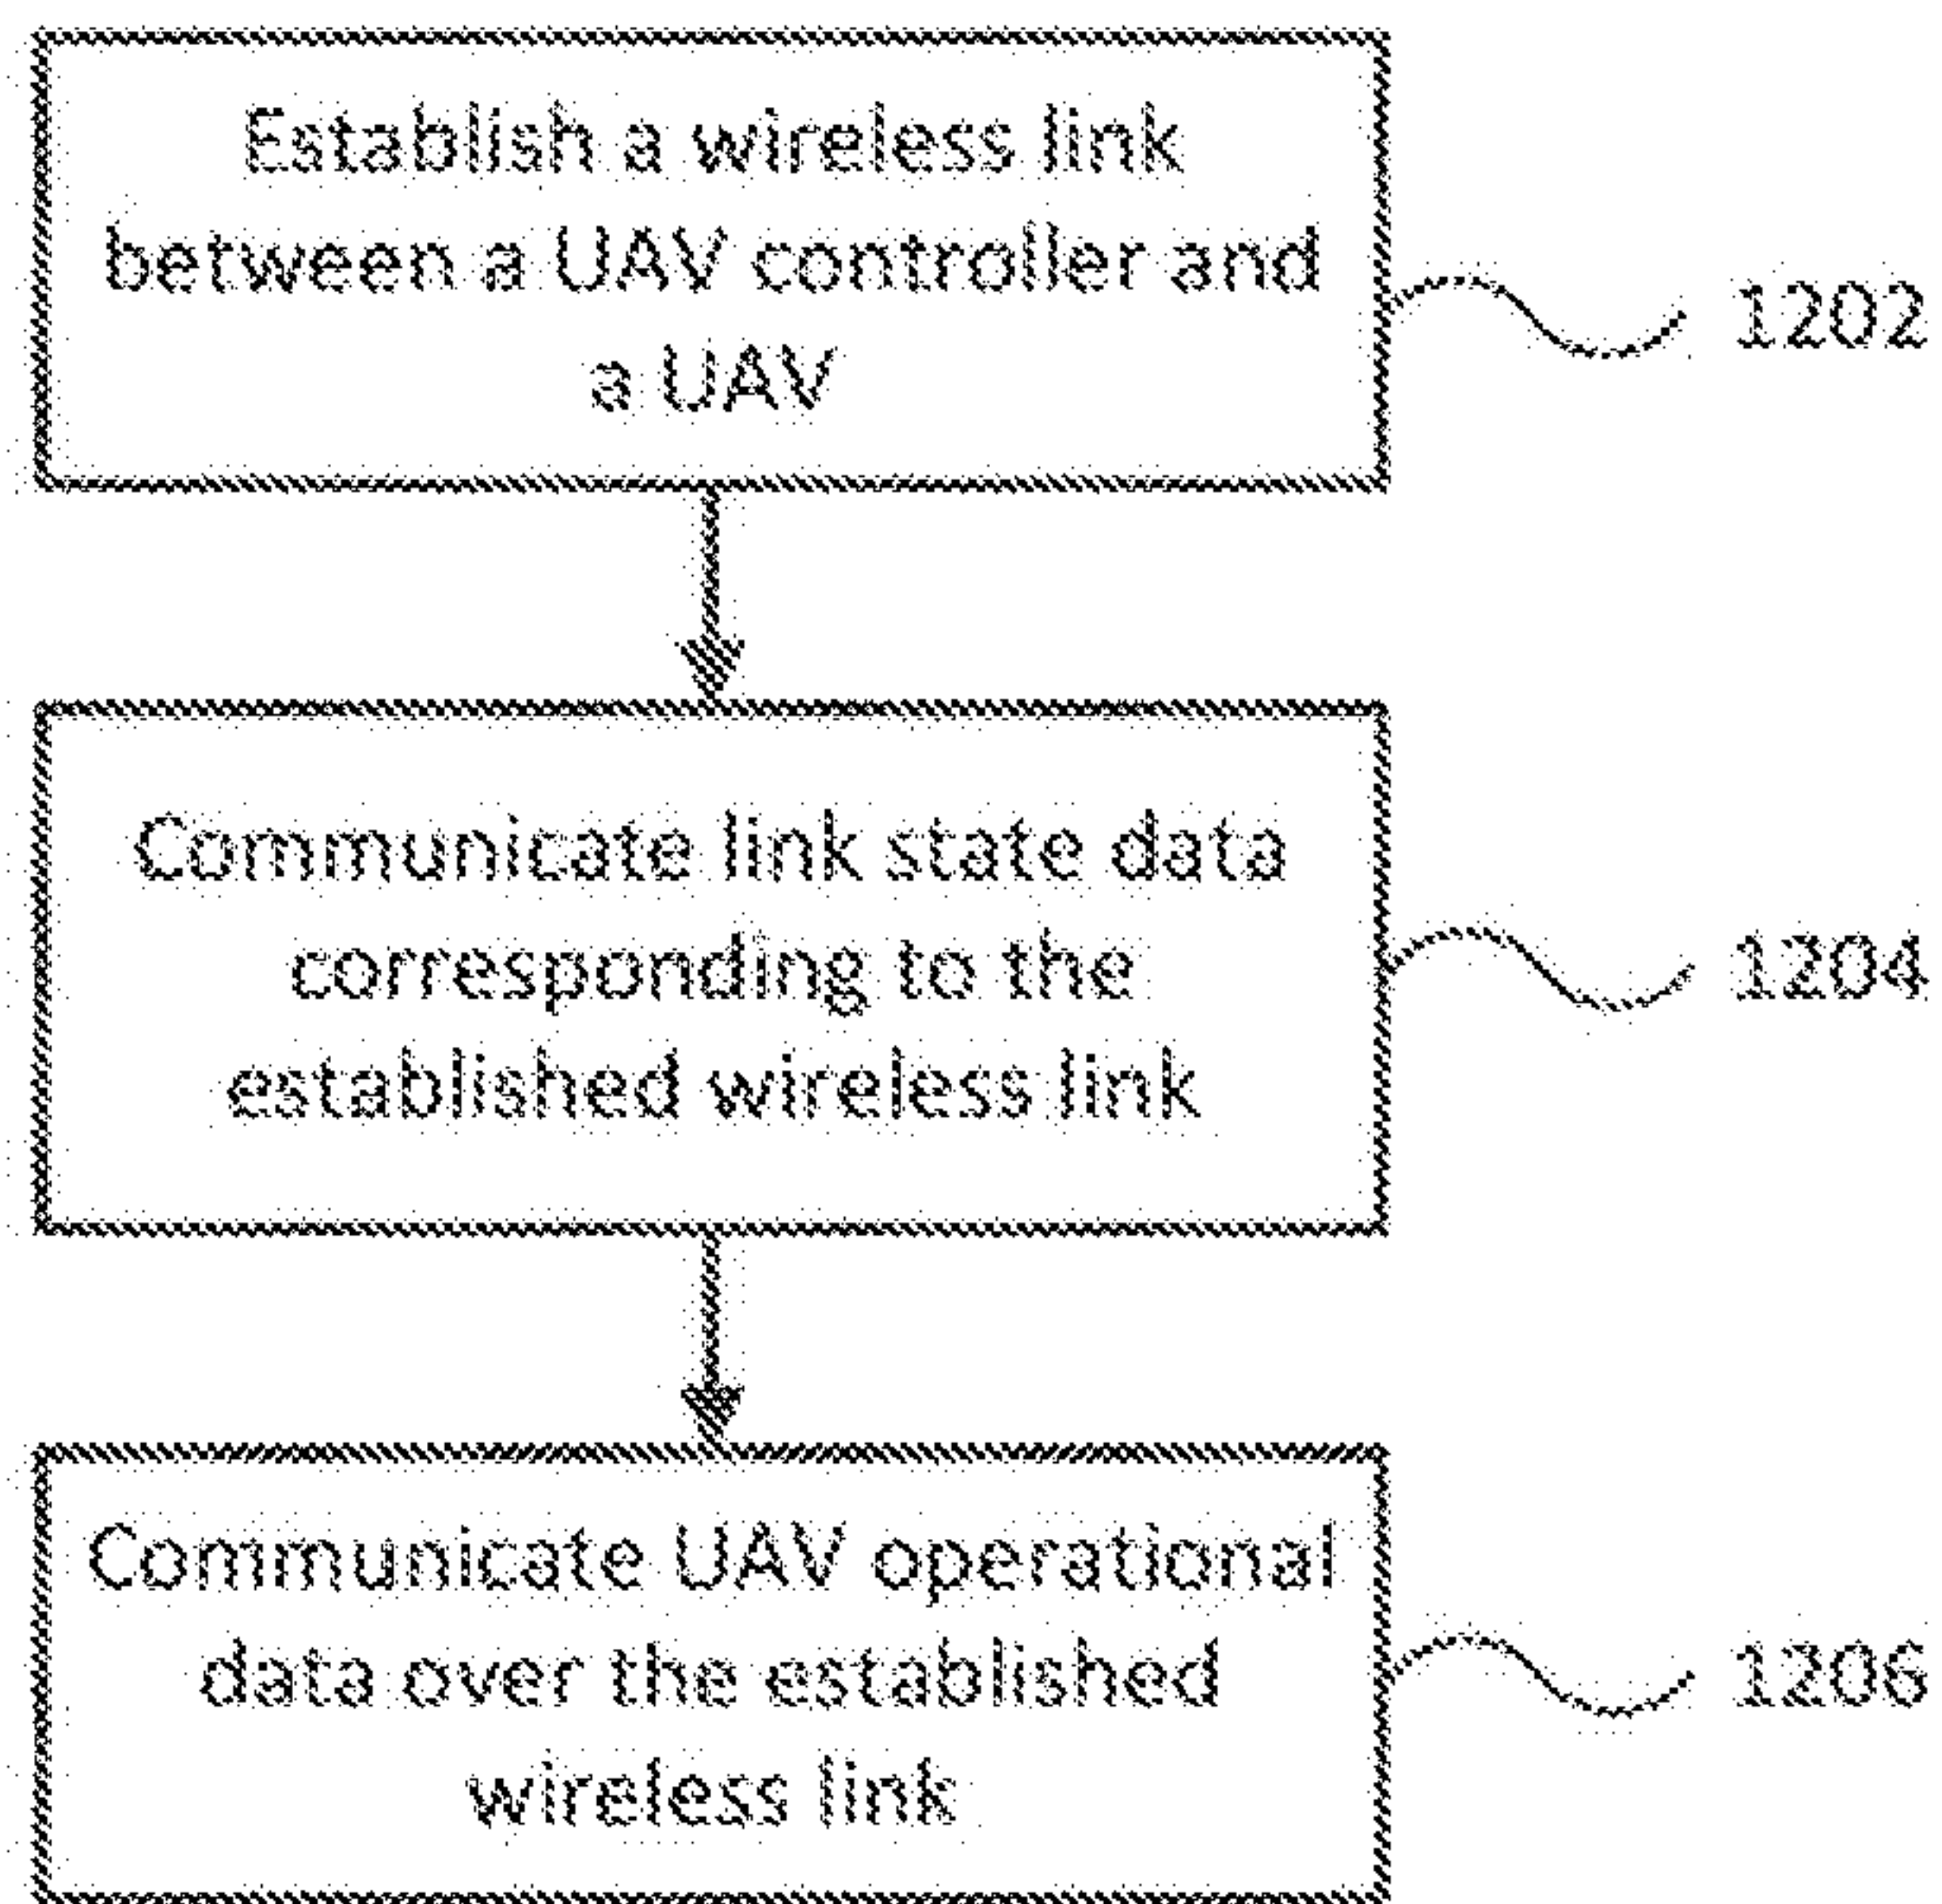 Establish a wireless link
between a UAV controller and
a UAV
1202
Communicate link state data
corresponding to the
established wireless link
1204
Communicate UAV operational
data over the established
wireless link
1206